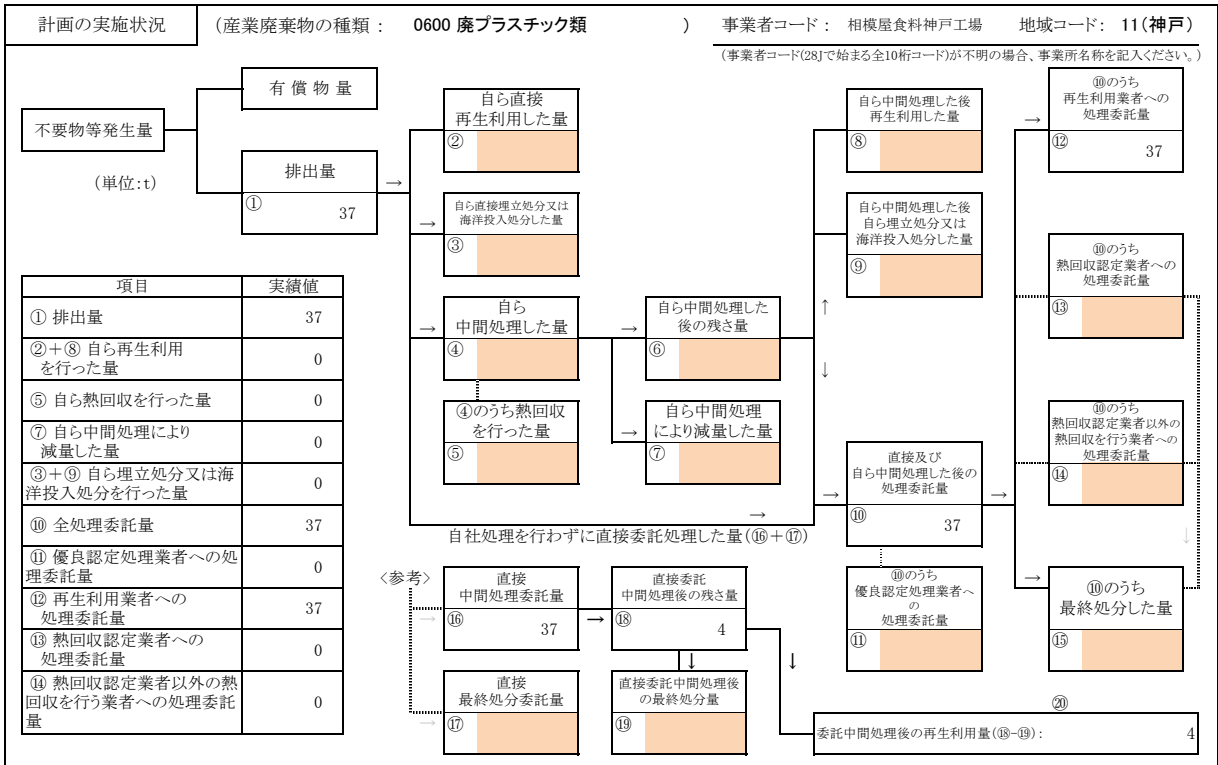 計画の実施状況
(産業廃棄物の種類： 0600 廃プラスチック類 )
事業者コード： 相模屋食料神戸工場 地域コード： 11(神戸)
(事業者コード(28Jで始まる全10桁コード)が不明の場合、事業所名称を記入ください。)
不要物等発生量
(単位:t)
有償物量
排出量
→
① 37
自ら直接
再生利用した量
②
→
自ら直接埋立処分又は
海洋投入処分した量
③
→
自ら
中間処理した量
④
④のうち熱回収
を行った量
⑤
→
自ら中間処理した
後の残さ量
⑥
→
自ら中間処理
により減量した量
⑦
自ら中間処理した後
再生利用した量
⑧
自ら中間処理した後
自ら埋立処分又は
海洋投入処分した量
⑨
↑
↓
→
自社処理を行わずに直接委託処理した量(⑯+⑰)
→
直接及び
自ら中間処理した後の
処理委託量
⑩ 37
→
⑩のうち
優良認定処理業者へ
の
処理委託量
⑪
→
⑩のうち
再生利用業者への
処理委託量
⑫ 37
⑩のうち
熱回収認定業者への
処理委託量
⑬
⑩のうち
熱回収認定業者以外の
熱回収を行う業者への
処理委託量
⑭
↓
→
⑩のうち
最終処分した量
⑮
項目 実績値
① 排出量 37
②+⑧ 自ら再生利用
を行った量 0
⑤ 自ら熱回収を行った量 0
⑦ 自ら中間処理により
減量した量 0
③+⑨ 自ら埋立処分又は海
洋投入処分を行った量 0
⑩ 全処理委託量 37
⑪ 優良認定処理業者への処
理委託量 0
⑫ 再生利用業者への
処理委託量 37
⑬ 熱回収認定業者への
処理委託量 0
⑭ 熱回収認定業者以外の熱
回収を行う業者への処理委託
量 0
〈参考〉
→
直接
中間処理委託量
⑯ 37
→
直接委託
中間処理後の残さ量
⑱ 4
↓
↓
→
直接
最終処分委託量
⑰
直接委託中間処理後
の最終処分量
⑲
⑳
委託中間処理後の再生利用量(⑱-⑲)： 4